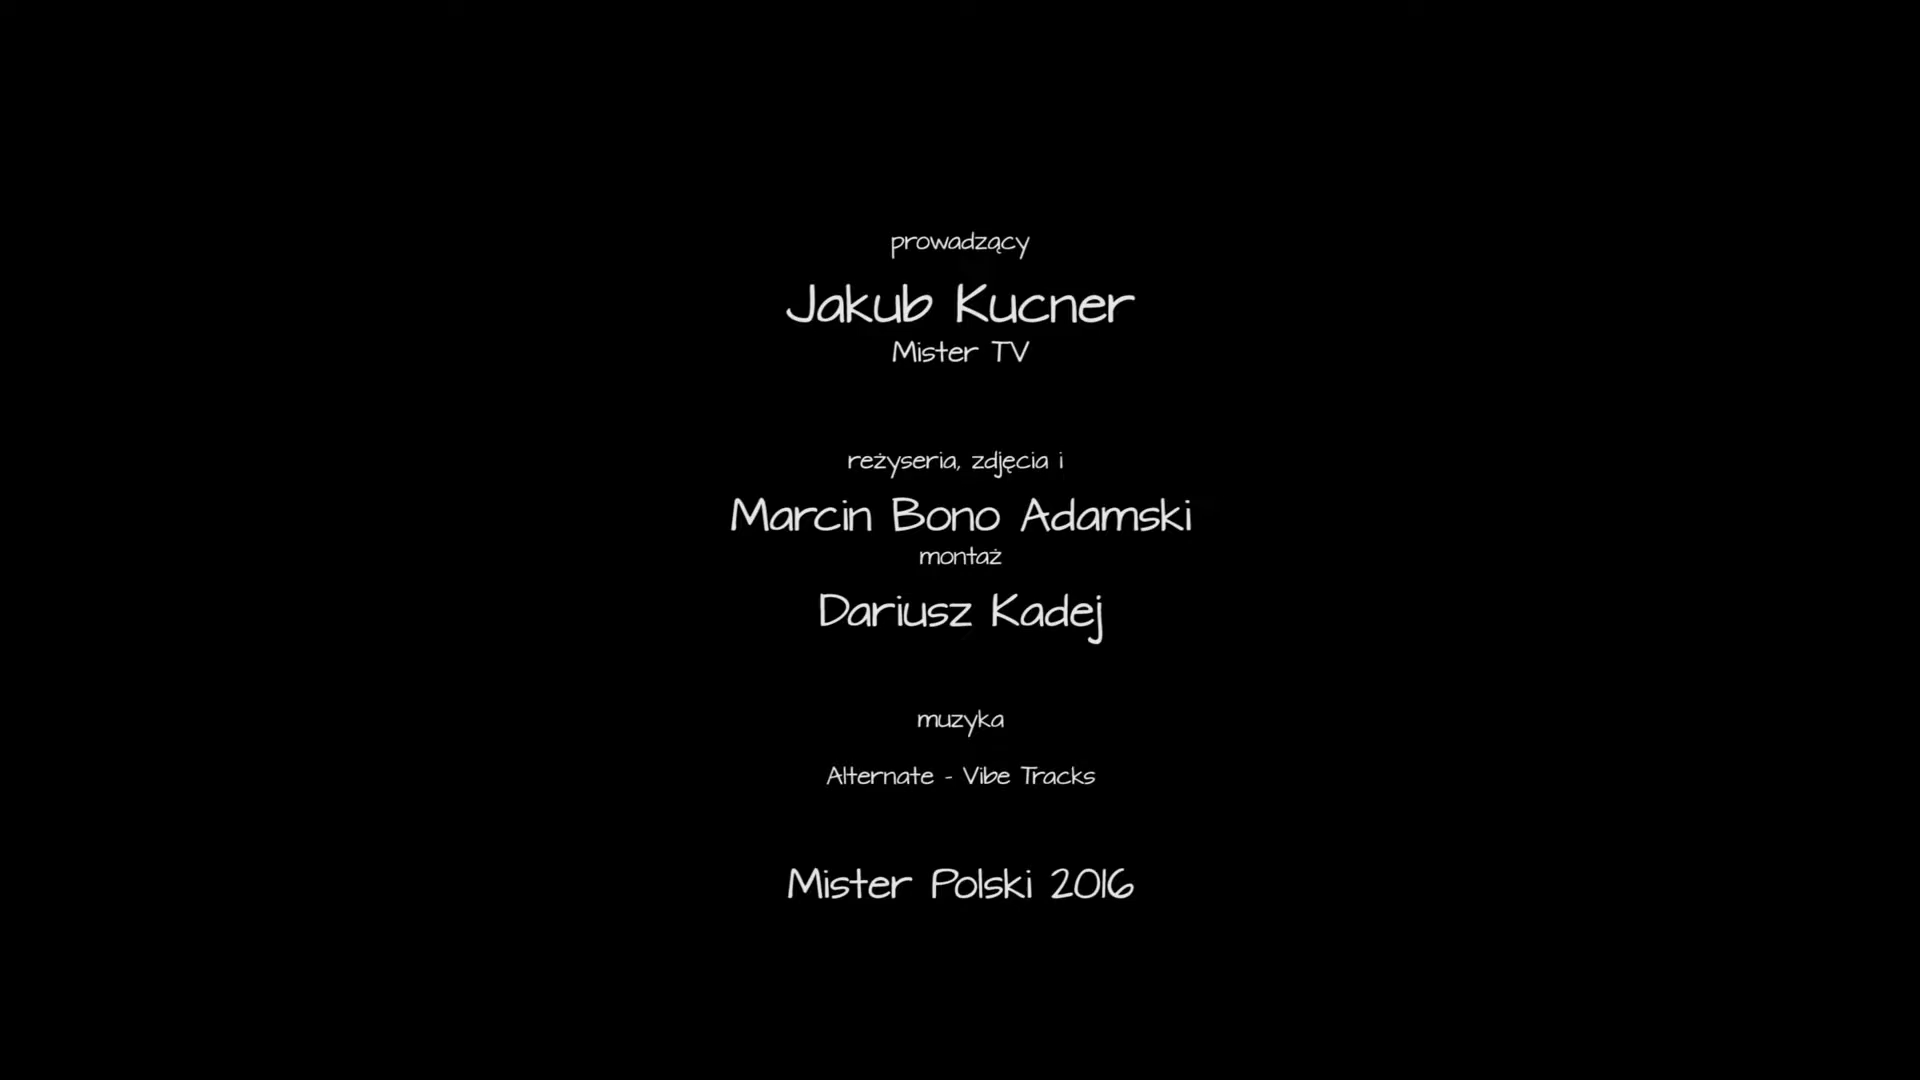 prowadzący
Jakub Kucner
Mister TV
reżyseria, zdjęcia i
Marcin Bono Adamski
montaż
Dariusz Kadej
muzyka
Alternate - Vibe Tracks
Mister Polski 2016